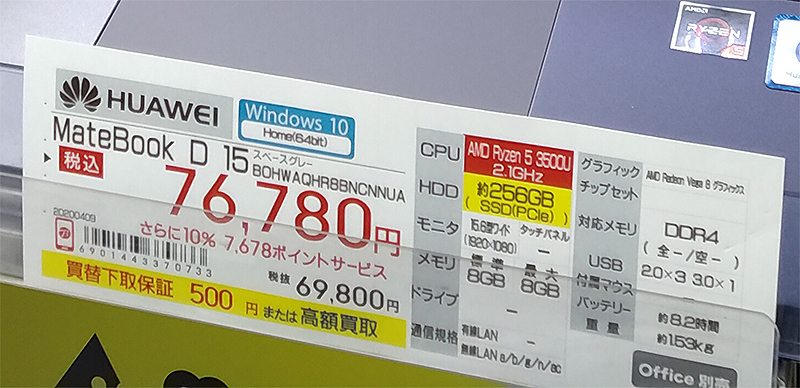 AMD
RYZEN
HUAWEI
Windows 10
Home(64bit)
MateBook D 15
スペースグレー
BOHWAQHR8BNCNNUA
税込
76,780円
20200409
さらに10% 7,678ポイントサービス
6901443370733
税抜 69,800円
買替下取保証 500 円 または 高額買取
CPU
AMD Ryzen 5 3500U
2.1GHz
HDD
約256GB
( SSD(PCIe) )
モニタ
15.6型ワイド タッチパネル
(1920×1080) ―
メモリ
標準 最大
8GB 8GB
ドライブ
―
通信規格
有線LAN ―
無線LAN a/b/g/n/ac
グラフィック
チップセット
AMD Radeon Vega 8 グラフィックス
対応メモリ
DDR4
(全―/空―)
USB
2.0×3 3.0×1
付属マウス
―
バッテリー
約8.2時間
重量
約1.53kg
Office 別売